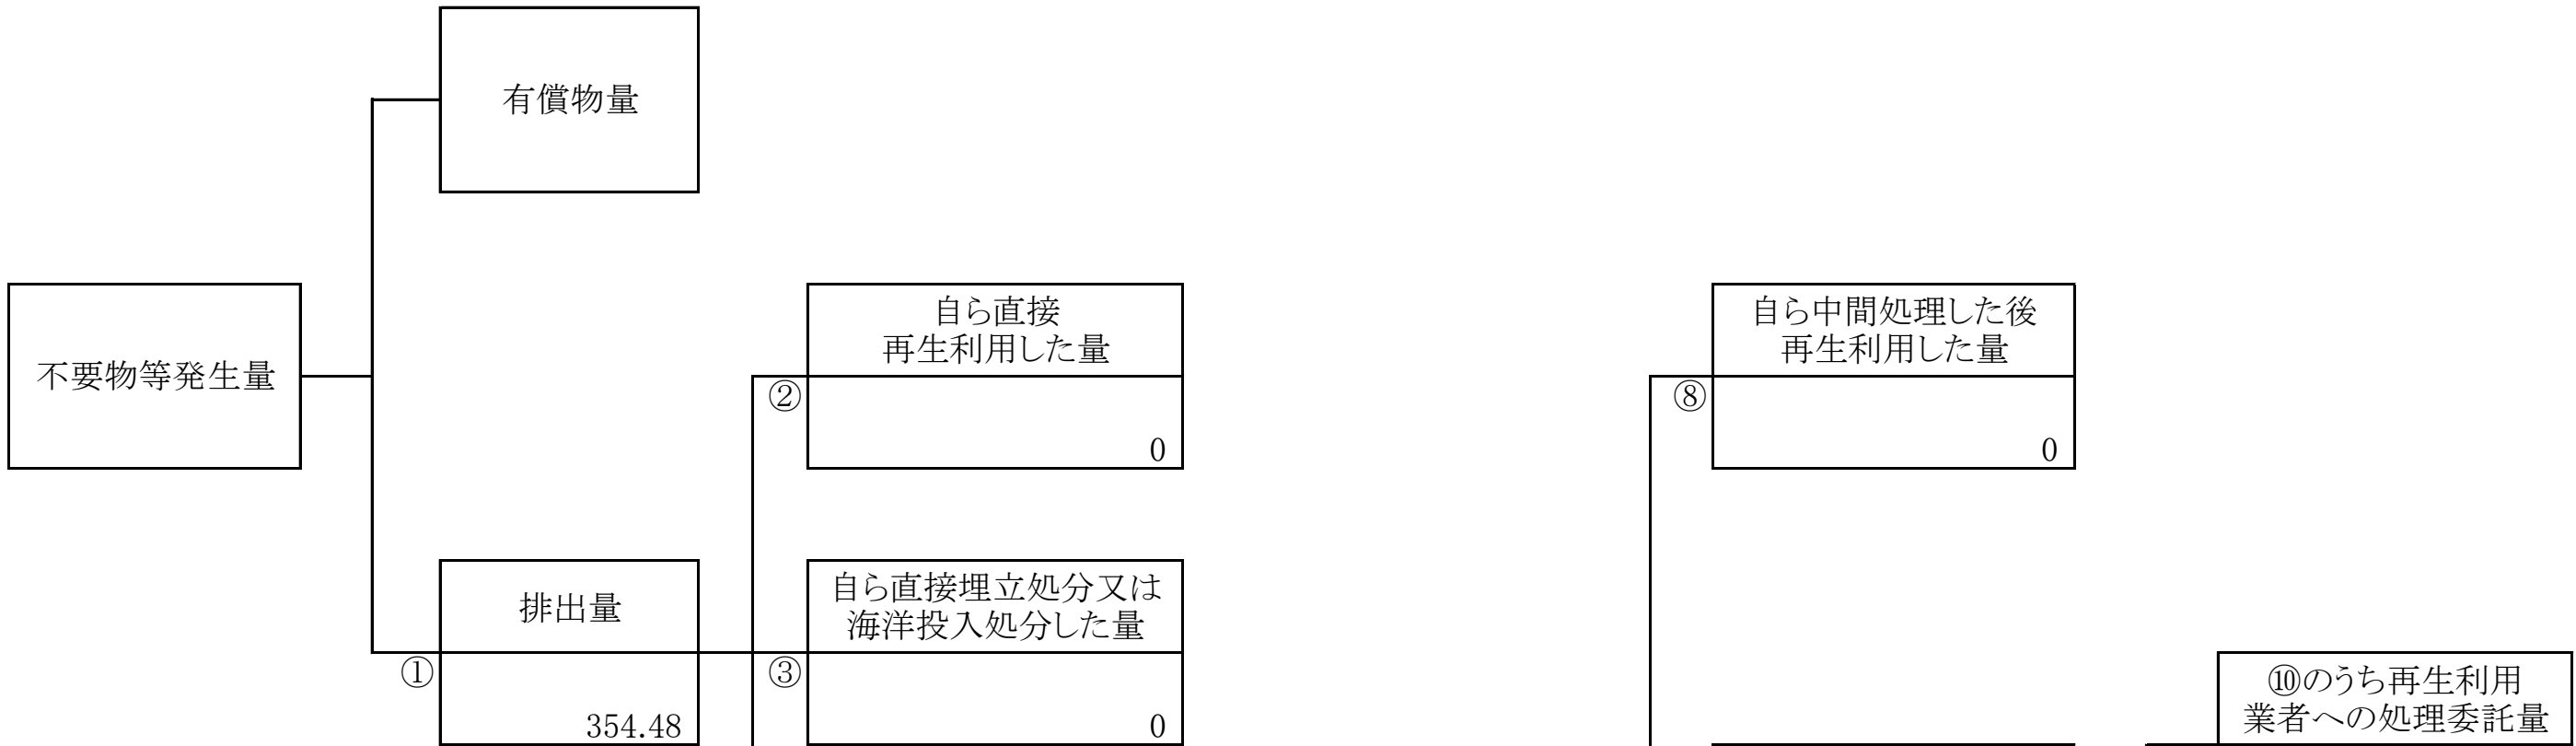 有償物量
不要物等発生量
自ら直接
再生利用した量
②
0
自ら中間処理した後
再生利用した量
⑧
0
排出量
①
354.48
自ら直接埋立処分又は
海洋投入処分した量
③
0
⑩のうち再生利用
業者への処理委託量